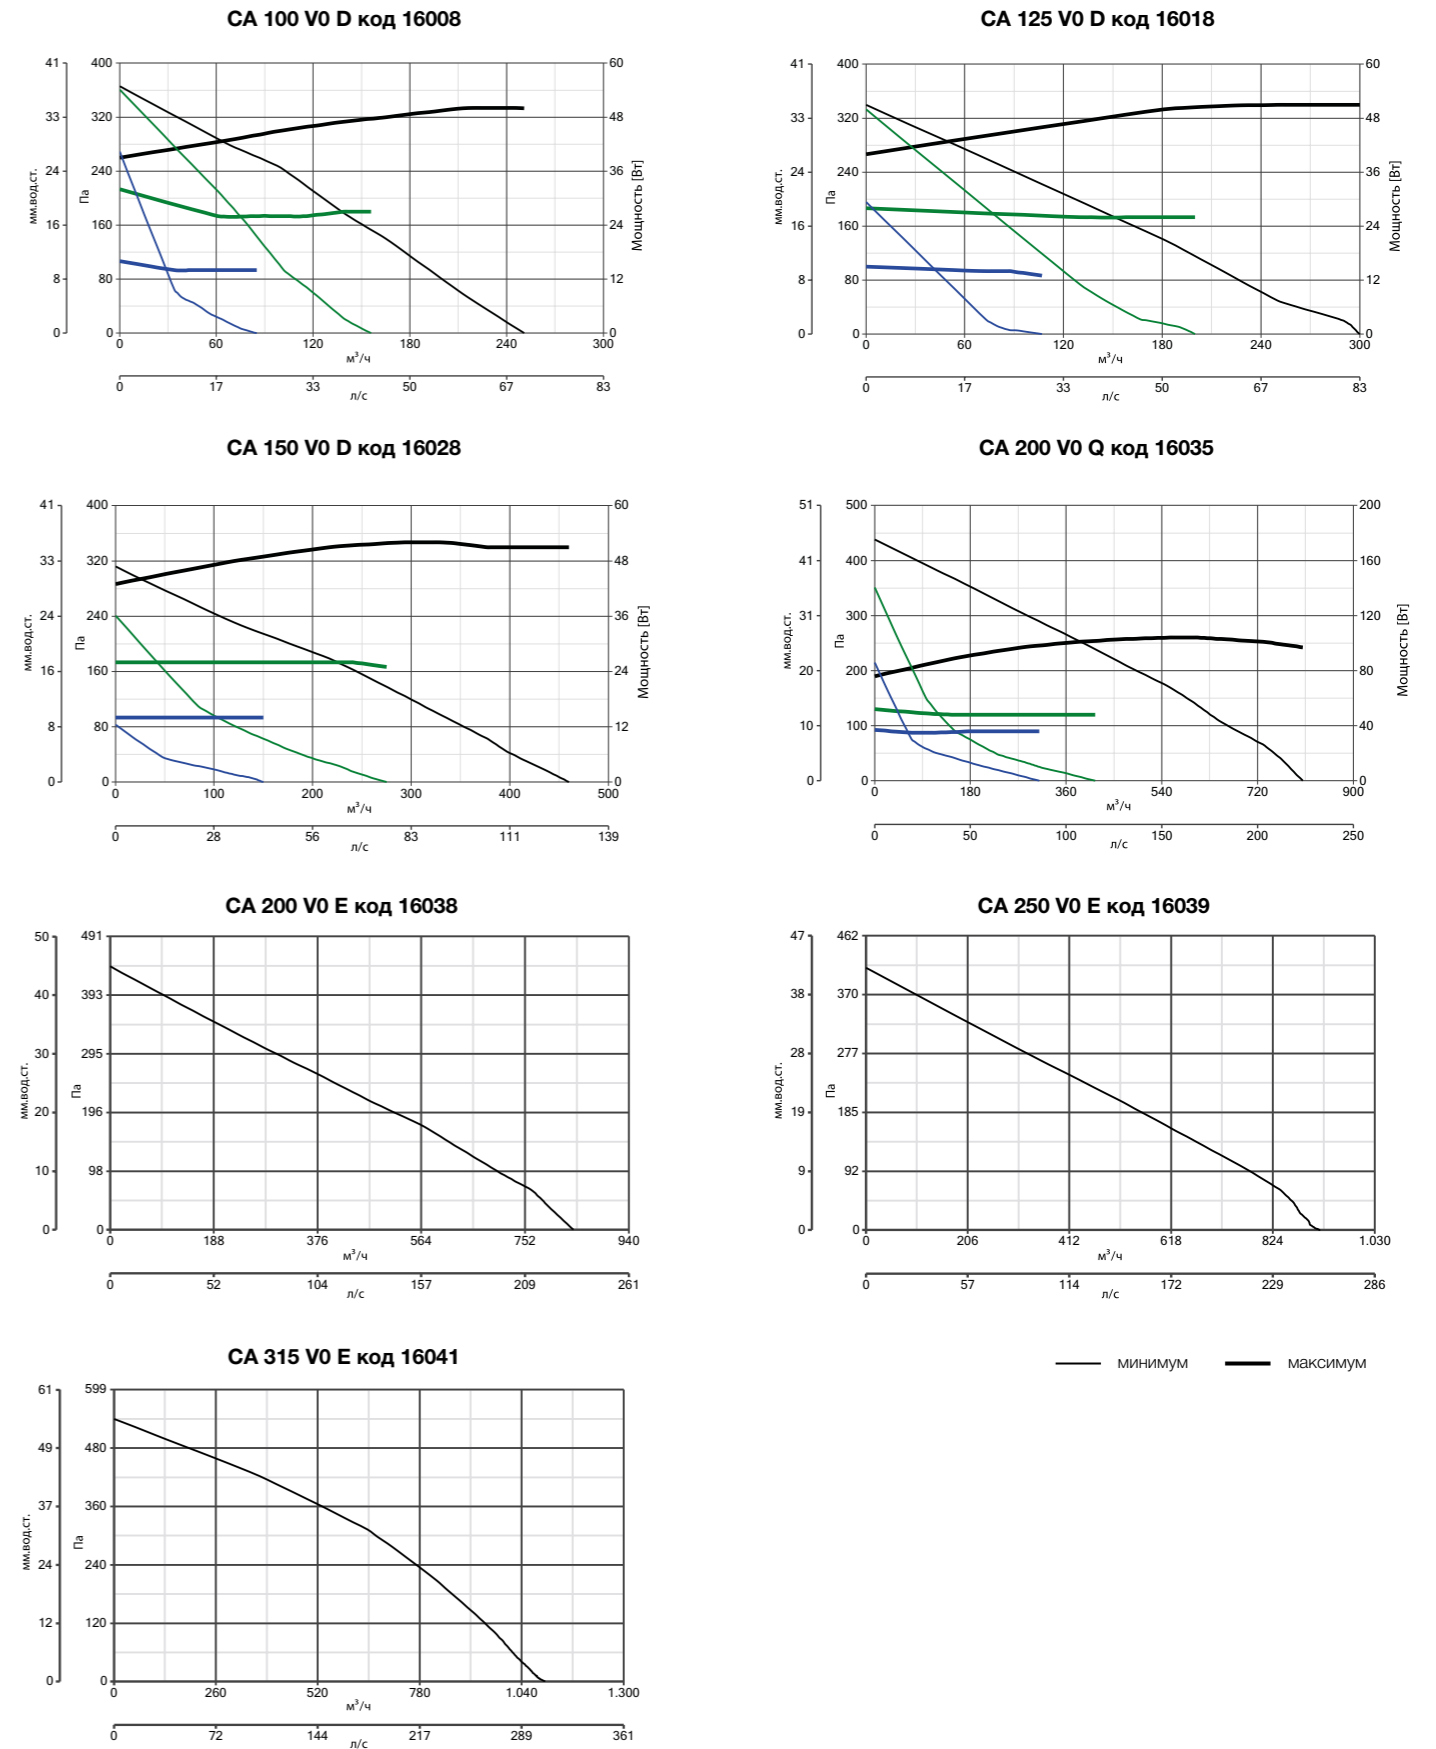 CA 100 V0 D код 16008
CA 125 V0 D код 16018
41 400 60
33 320 48
24 240 36
16 160 24
8 80 12
0 0 0
мм.вод.ст.
Па
Мощность [Вт]
0 60 120 180 240 300
м³/ч
0 17 33 50 67 83
л/с
41 400 60
33 320 48
24 240 36
16 160 24
8 80 12
0 0 0
мм.вод.ст.
Па
Мощность [Вт]
0 60 120 180 240 300
м³/ч
0 17 33 50 67 83
л/с
CA 150 V0 D код 16028
CA 200 V0 Q код 16035
41 400 60
33 320 48
24 240 36
16 160 24
8 80 12
0 0 0
мм.вод.ст.
Па
Мощность [Вт]
0 100 200 300 400 500
м³/ч
0 28 56 83 111 139
л/с
51 500 200
41 400 160
31 300 120
20 200 80
10 100 40
0 0 0
мм.вод.ст.
Па
Мощность [Вт]
0 180 360 540 720 900
м³/ч
0 50 100 150 200 250
л/с
CA 200 V0 E код 16038
CA 250 V0 E код 16039
50 491
40 393
30 295
20 196
10 98
0 0
мм.вод.ст.
Па
0 188 376 564 752 940
м³/ч
0 52 104 157 209 261
л/с
47 462
38 370
28 277
19 185
9 92
0 0
мм.вод.ст.
Па
0 206 412 618 824 1.030
м³/ч
0 57 114 172 229 286
л/с
CA 315 V0 E код 16041
минимум максимум
61 599
49 480
37 360
24 240
12 120
0 0
мм.вод.ст.
Па
0 260 520 780 1.040 1.300
м³/ч
0 72 144 217 289 361
л/с